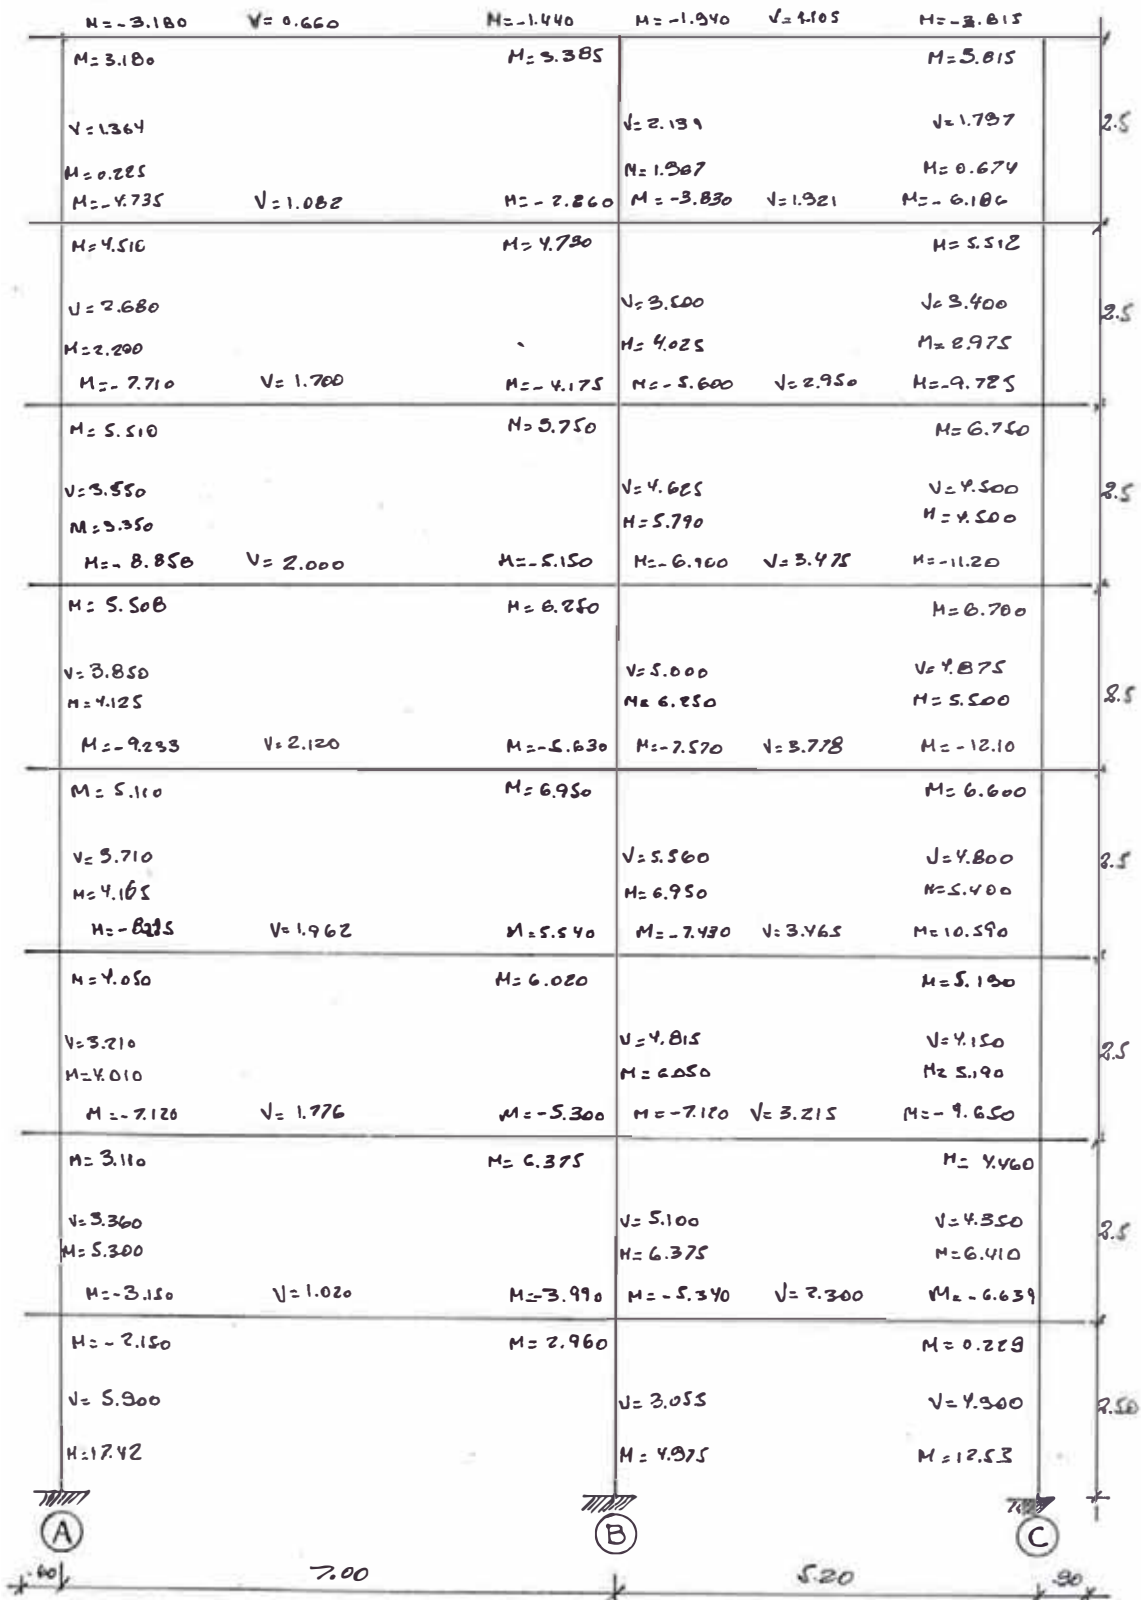 M=-3.180 V=0.660 M=-1.440 M=-1.940 V=1.105 M=-3.815
M=3.180 M=3.385 M=3.815
V=1.364 V=2.139 V=1.797 2.5
M=0.225 M=1.967 M=0.674
M=-4.735 V=1.082 M=-2.860 M=-3.830 V=1.921 M=-6.186
M=4.510 M=4.730 M=5.512
V=2.680 V=3.500 V=3.400 2.5
M=2.200 M=4.025 M=2.975
M=-7.710 V=1.700 M=-4.175 M=-5.600 V=2.950 M=-9.725
M=5.510 M=5.750 M=6.750
V=3.550 V=4.625 V=4.500 2.5
M=3.350 M=5.790 M=4.500
M=-8.858 V=2.000 M=-5.150 M=-6.900 V=3.475 M=-11.20
M=5.508 M=6.250 M=6.700
V=3.850 V=5.000 V=4.875
M=4.125 M=6.250 M=5.500 2.5
M=-9.233 V=2.120 M=-5.630 M=-7.570 V=3.778 M=-12.10
M=5.110 M=6.950 M=6.600
V=3.710 V=5.560 V=4.800 2.5
M=4.165 M=6.950 M=5.400
V=1.962 M=5.540 M=-7.430 V=3.465 M=10.590
M=4.050 M=6.020 M=5.190
V=3.210 V=4.815 V=4.150 2.5
M=4.010 M=6.050 M=5.190
M=-7.120 V=1.776 M=-5.300 M=-7.120 V=3.215 M=-9.650
M=3.110 M=6.375 M=4.460
V=3.360 V=5.100 V=4.350 2.5
M=5.300 M=6.375 M=6.410
M=-3.150 V=1.020 M=-3.990 M=-5.340 V=2.300 M=-6.639
M=-2.150 M=2.960 M=0.229
V=5.900 V=3.055 V=4.900 2.50
M=17.42 M=4.975 M=12.53
A B C
7.00 5.20 .90